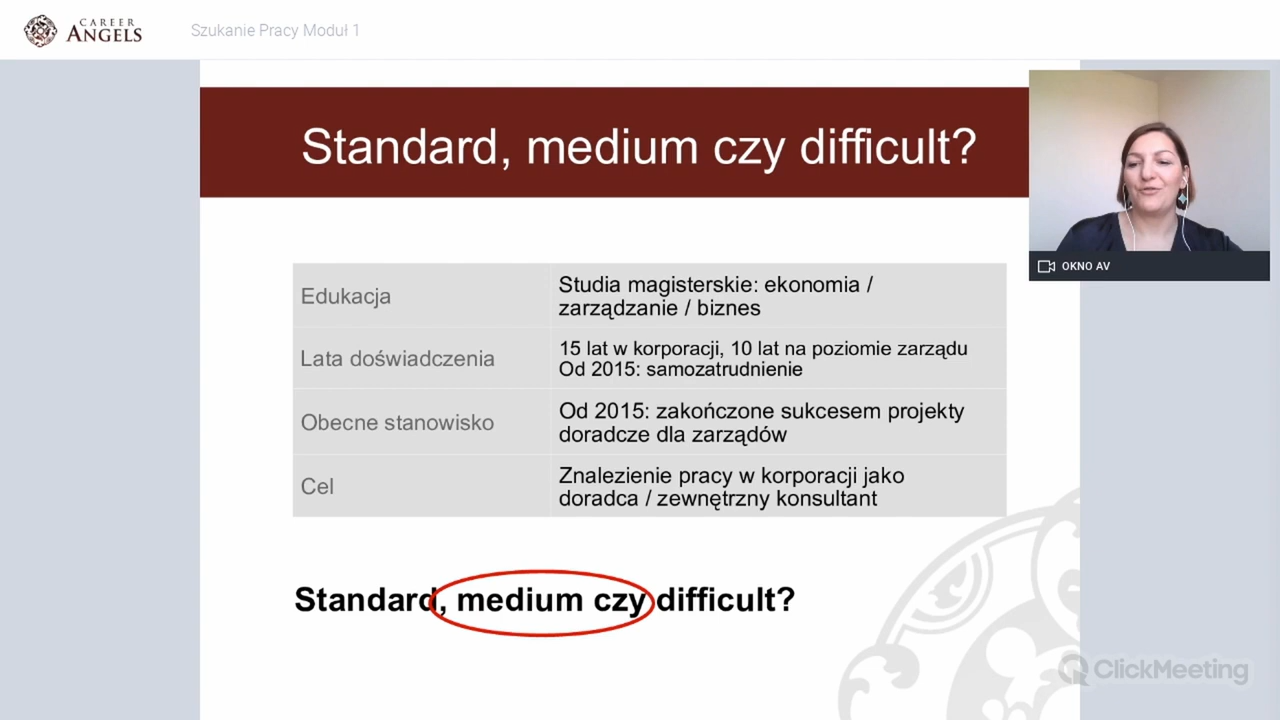 CAREER
ANGELS
Szukanie Pracy Moduł 1
Standard, medium czy difficult?
OKNO AV
Edukacja
Studia magisterskie: ekonomia /
zarządzanie / biznes
Lata doświadczenia
15 lat w korporacji, 10 lat na poziomie zarządu
Od 2015: samozatrudnienie
Obecne stanowisko
Od 2015: zakończone sukcesem projekty
doradcze dla zarządów
Cel
Znalezienie pracy w korporacji jako
doradca / zewnętrzny konsultant
Standard, medium czy difficult?
ClickMeeting